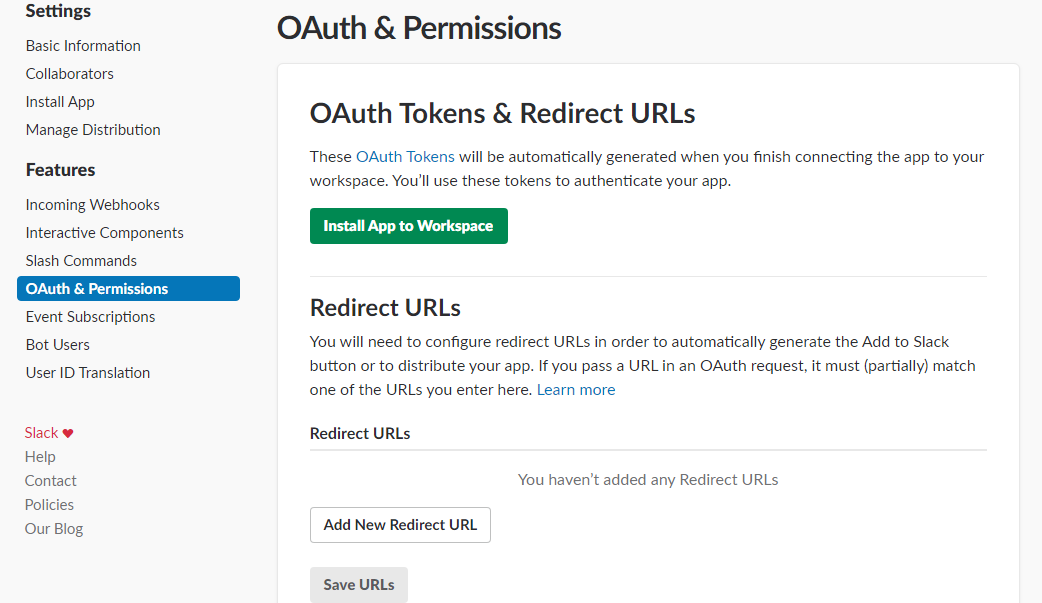 Settings
Basic Information
Collaborators
Install App
Manage Distribution
Features
Incoming Webhooks
Interactive Components
Slash Commands
OAuth & Permissions
Event Subscriptions
Bot Users
User ID Translation
Slack ♥
Help
Contact
Policies
Our Blog
OAuth & Permissions
OAuth Tokens & Redirect URLs
These OAuth Tokens will be automatically generated when you finish connecting the app to your
workspace. You’ll use these tokens to authenticate your app.
Install App to Workspace
Redirect URLs
You will need to configure redirect URLs in order to automatically generate the Add to Slack
button or to distribute your app. If you pass a URL in an OAuth request, it must (partially) match
one of the URLs you enter here. Learn more
Redirect URLs
You haven’t added any Redirect URLs
Add New Redirect URL
Save URLs